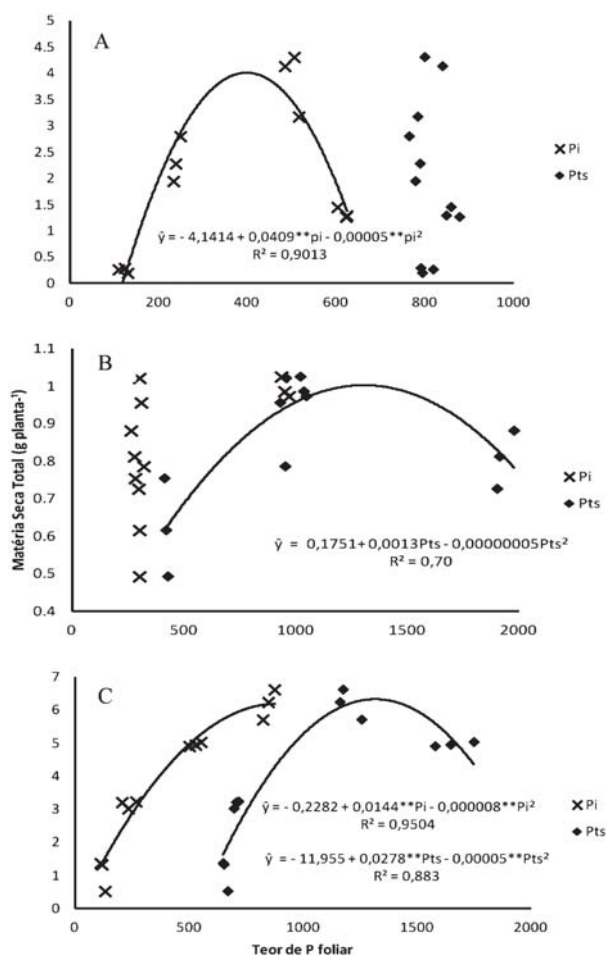 A
5
4.5
4
3.5
3
2.5
2
1.5
1
0.5
0
0 200 400 600 800 1000
Pi
Pts
ŷ = - 4,1414 + 0,0409**pi - 0,00005**pi²
R² = 0,9013
B
Matéria Seca Total (g planta-¹)
1.1
1
0.9
0.8
0.7
0.6
0.5
0.4
0 500 1000 1500 2000
Pi
Pts
ŷ = 0,1751+ 0,0013Pts - 0,00000005Pts²
R² = 0,70
C
7
6
5
4
3
2
1
0
0 500 1000 1500 2000
Pi
Pts
ŷ = - 0,2282 + 0,0144**Pi - 0,000008**Pi²
R² = 0,9504
ŷ = - 11,955 + 0,0278**Pts - 0,00005**Pts²
R² = 0,883
Teor de P foliar